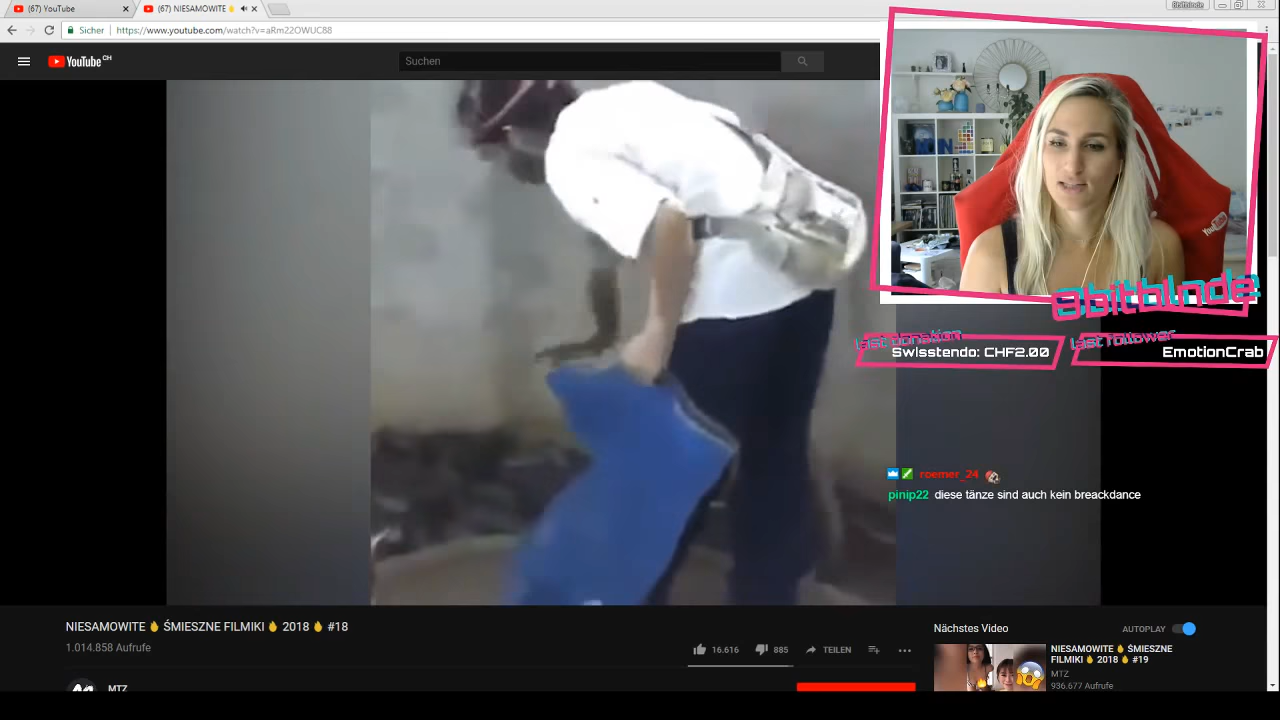 (67) YouTube
(67) NIESAMOWITE
8bitblnde
Sicher
https://www.youtube.com/watch?v=aRm22OWUC88
YouTube CH
Suchen
YouTube
8bitblnde
last donation
Swisstendo: CHF2.00
last follower
EmotionCrab
roemer_24
pinip22 diese tänze sind auch kein breackdance
NIESAMOWITE 🔥 ŚMIESZNE FILMIKI 🔥 2018 🔥 #18
1.014.858 Aufrufe
16.616
885
TEILEN
Nächstes Video
AUTOPLAY
NIESAMOWITE 🔥 ŚMIESZNE
FILMIKI 🔥 2018 🔥 #19
MTZ
936.677 Aufrufe
MTZ